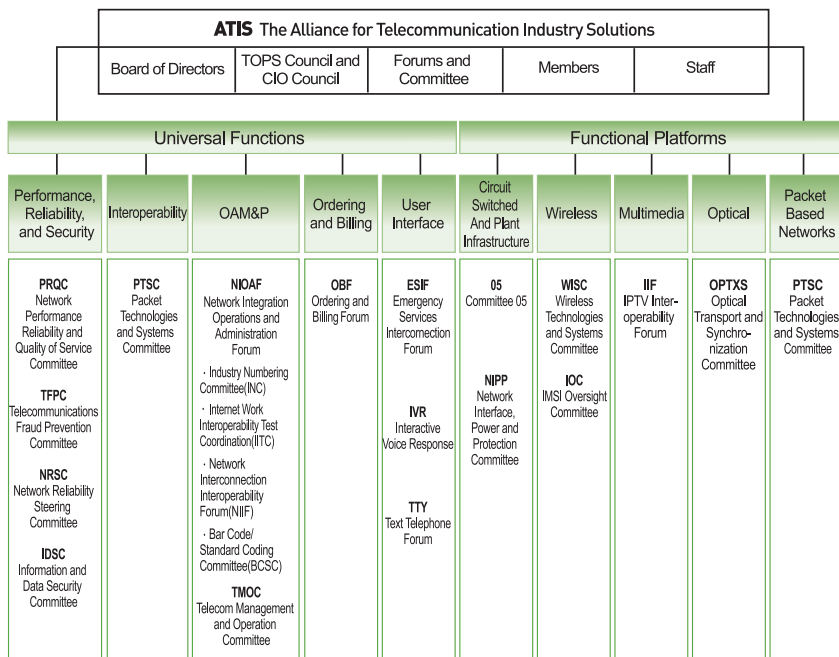 ATIS The Alliance for Telecommunication Industry Solutions
Board of Directors
TOPS Council and
CIO Council
Forums and
Committee
Members
Staff
Universal Functions
Functional Platforms
Performance,
Reliability,
and Security
Interoperability
OAM&P
Ordering
and Billing
User
Interface
Circuit
Switched
And Plant
Infrastructure
Wireless
Multimedia
Optical
Packet
Based
Networks
PRQC
Network
Performance
Reliability and
Quality of Service
Committee
TFPC
Telecommunications
Fraud Prevention
Committee
NRSC
Network Reliability
Steering
Committee
IDSC
Information and
Data Security
Committee
PTSC
Packet
Technologies
and Systems
Committee
NIOAF
Network Integration
Operations and
Administration
Forum
· Industry Numbering
Committee(INC)
· Internet Work
Interoperability Test
Coordination(IITC)
· Network
Interconnection
Interoperability
Forum(NIIF)
· Bar Code/
Standard Coding
Committee(BCSC)
TMOC
Telecom Management
and Operation
Committee
OBF
Ordering and
Billing Forum
ESIF
Emergency
Services
Interconnection
Forum
IVR
Interactive
Voice Response
TTY
Text Telephone
Forum
05
Committee 05
NIPP
Network
Interface,
Power and
Protection
Committee
WISC
Wireless
Technologies
and Systems
Committee
IOC
IMSI Oversight
Committee
IIF
IPTV Inter-
operability
Forum
OPTXS
Optical
Transport and
Synchro-
nization
Committee
PTSC
Packet
Technologies
and Systems
Committee